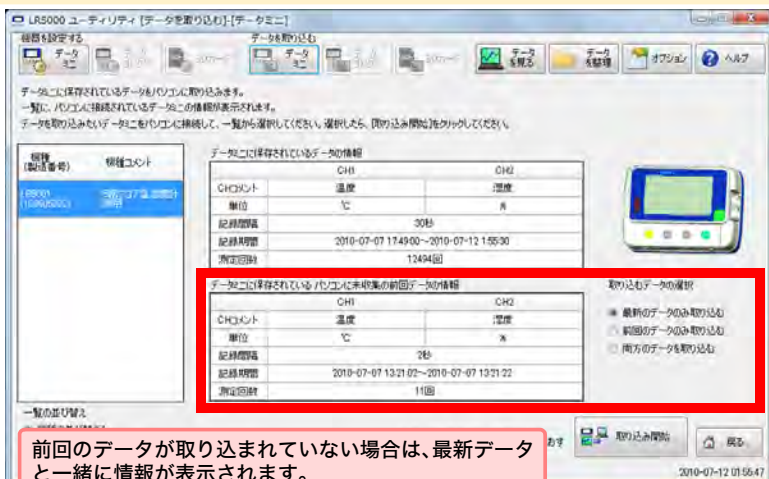 LR5000 ユーティリティ [データを取り込む]-[データミニ]
機器を設定する
データを取り込む
データミニ
データミニ
データを見る
データを整理
オプション
ヘルプ
データミニに保存されているデータをパソコンに取り込みます。
一覧に、パソコンに接続されているデータミニの情報が表示されます。
データを取り込みたいデータミニをパソコンに接続して、一覧から選択してください。選択したら、[取り込み開始]をクリックしてください。
機種(製造番号) 機種コメント
LR5001
データミニに保存されているデータの情報
CH1 CH2
CHコメント 温度 湿度
単位 ℃ %
記録間隔 30秒
記録期間 2010-07-07 17:49:00~2010-07-12 1:55:30
測定回数 12494回
データミニに保存されている パソコンに未収集の前回データの情報
CH1 CH2
CHコメント 温度 湿度
単位 ℃ %
記録間隔 2秒
記録期間 2010-07-07 13:21:02~2010-07-07 13:21:22
測定回数 11回
取り込むデータの選択
最新のデータのみ取り込む
前回のデータのみ取り込む
両方のデータを取り込む
一覧の並び替え
取り込み開始
戻る
前回のデータが取り込まれていない場合は、最新データ
と一緒に情報が表示されます。
2010-07-12 01:55:47